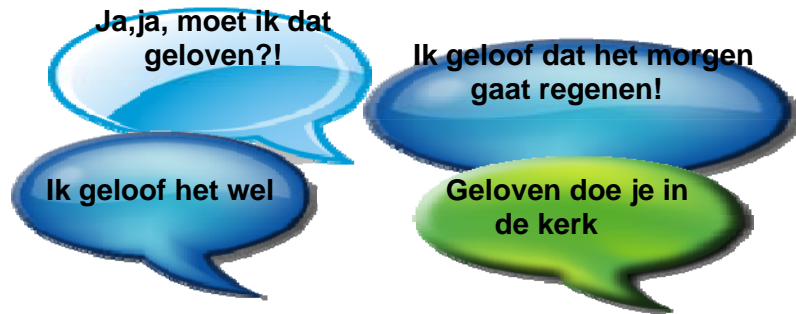 Ja,ja, moet ik dat
geloven?!
Ik geloof dat het morgen
gaat regenen!
Ik geloof het wel
Geloven doe je in
de kerk